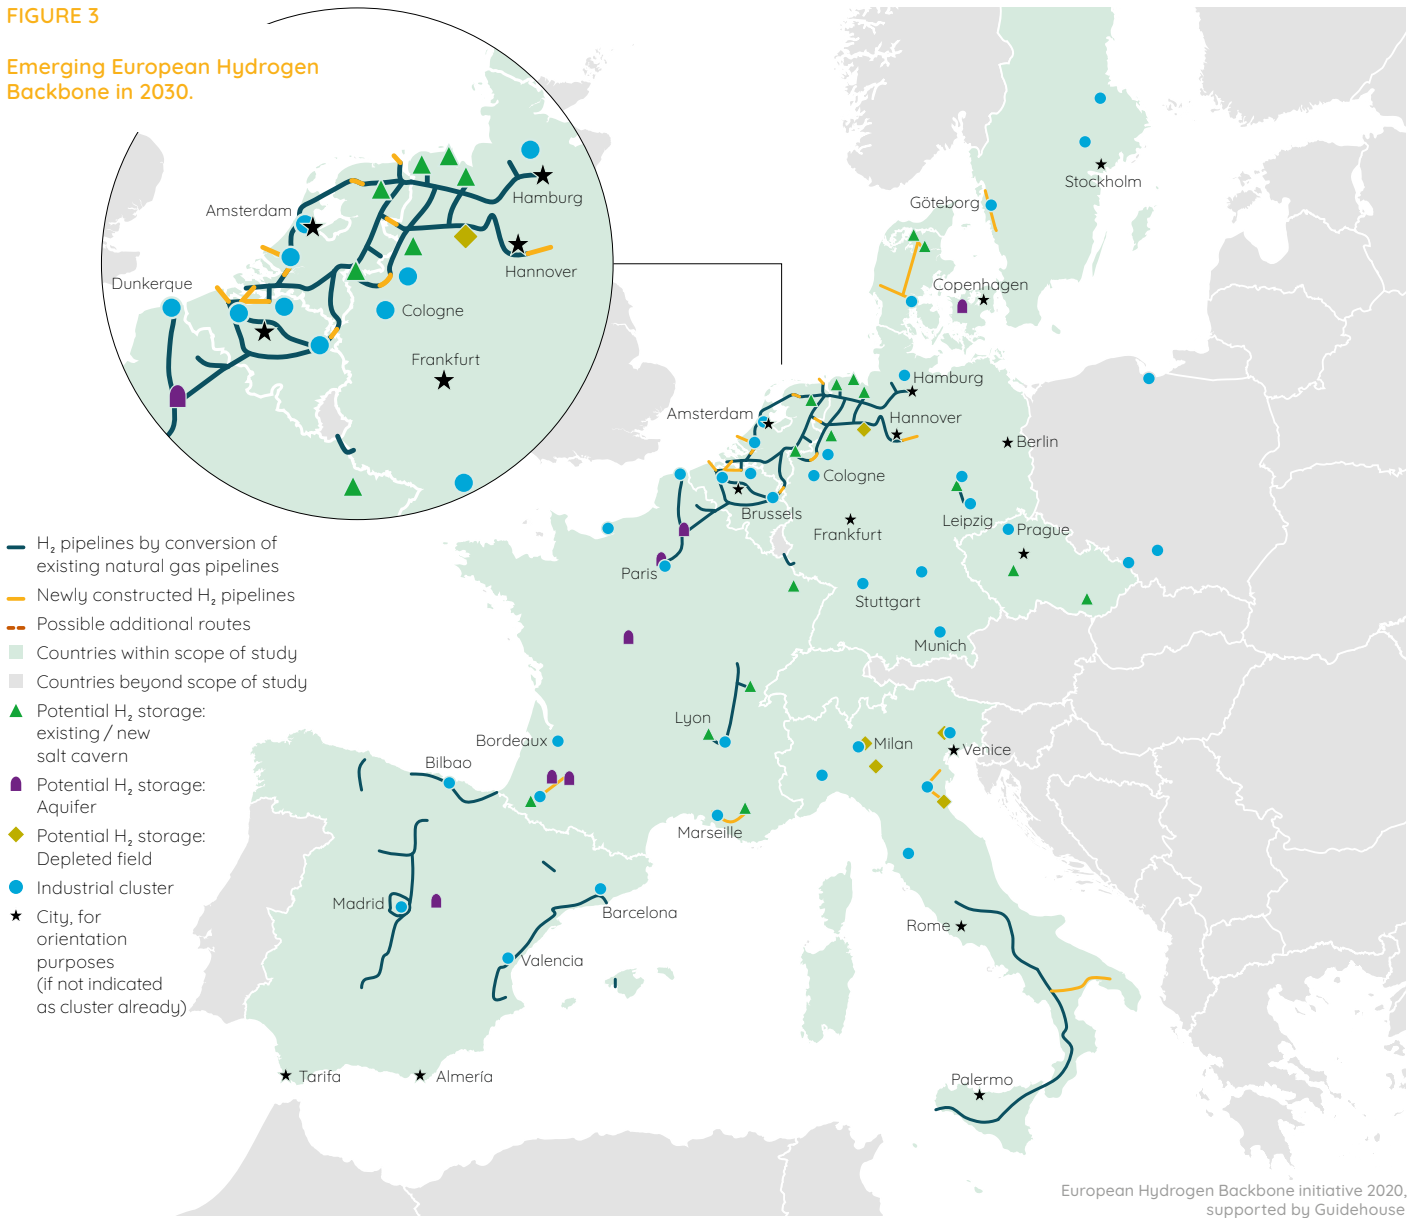 FIGURE 3
Emerging European Hydrogen
Backbone in 2030.
Amsterdam
Hamburg
Hannover
Dunkerque
Cologne
Frankfurt
H₂ pipelines by conversion of
existing natural gas pipelines
Newly constructed H₂ pipelines
Possible additional routes
Countries within scope of study
Countries beyond scope of study
Potential H₂ storage:
existing / new
salt cavern
Potential H₂ storage:
Aquifer
Potential H₂ storage:
Depleted field
Industrial cluster
City, for
orientation
purposes
(if not indicated
as cluster already)
Stockholm
Göteborg
Copenhagen
Hamburg
Amsterdam
Hannover
Berlin
Cologne
Leipzig
Brussels
Frankfurt
Prague
Paris
Stuttgart
Munich
Lyon
Bordeaux
Milan
Venice
Bilbao
Marseille
Madrid
Barcelona
Rome
Valencia
Tarifa
Almería
Palermo
European Hydrogen Backbone initiative 2020,
supported by Guidehouse